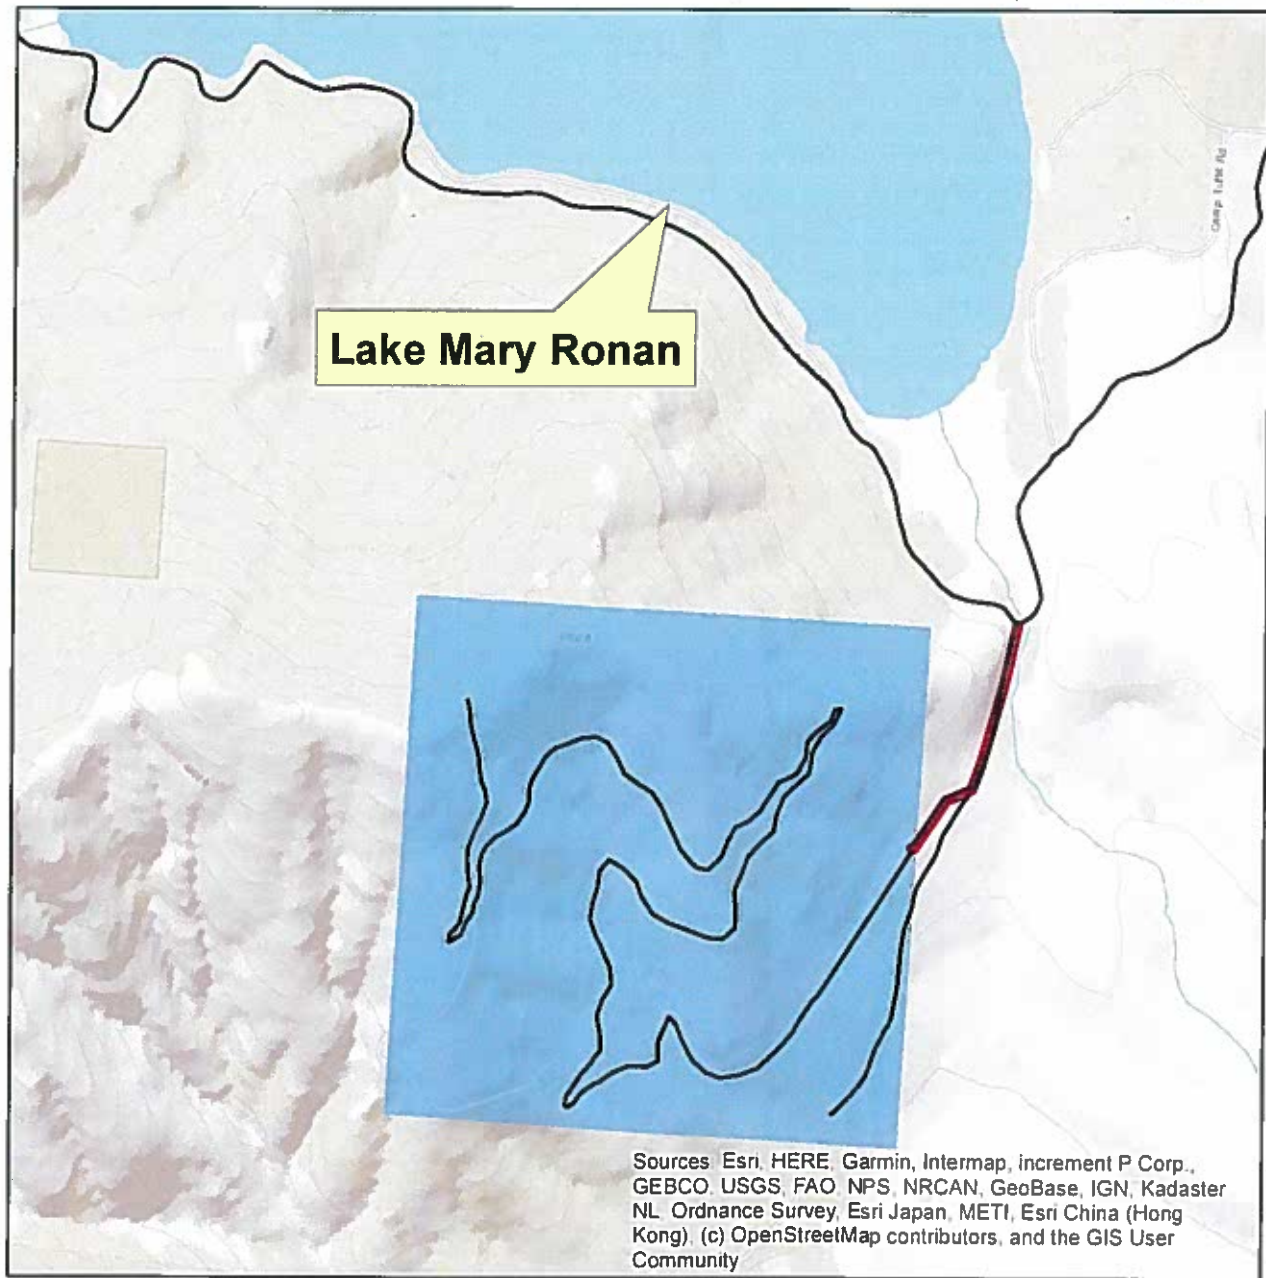 Lake Mary Ronan
Sources Esri, HERE, Garmin, Intermap, increment P Corp.,
GEBCO, USGS, FAO, NPS, NRCAN, GeoBase, IGN, Kadaster
NL, Ordnance Survey, Esri Japan, METI, Esri China (Hong
Kong), (c) OpenStreetMap contributors, and the GIS User
Community